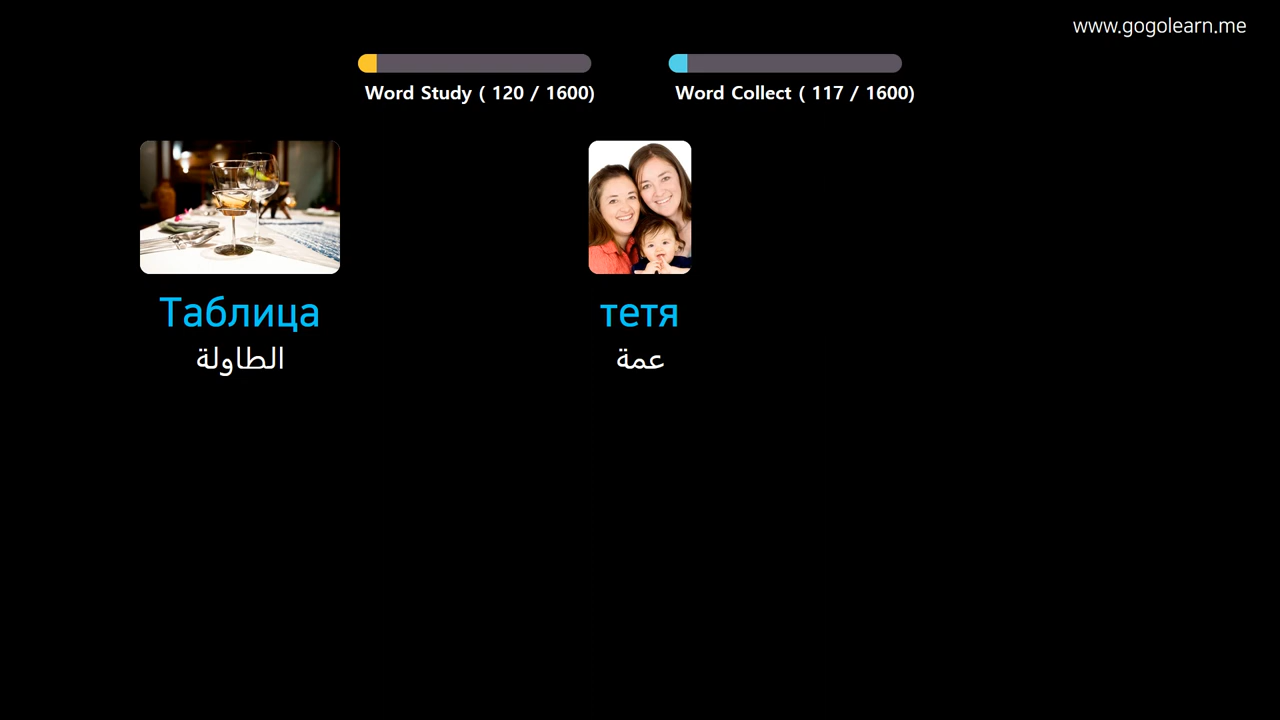 www.gogolearn.me
Word Study ( 120 / 1600)
Word Collect ( 117 / 1600)
Таблица
тетя
الطاولة
عمة